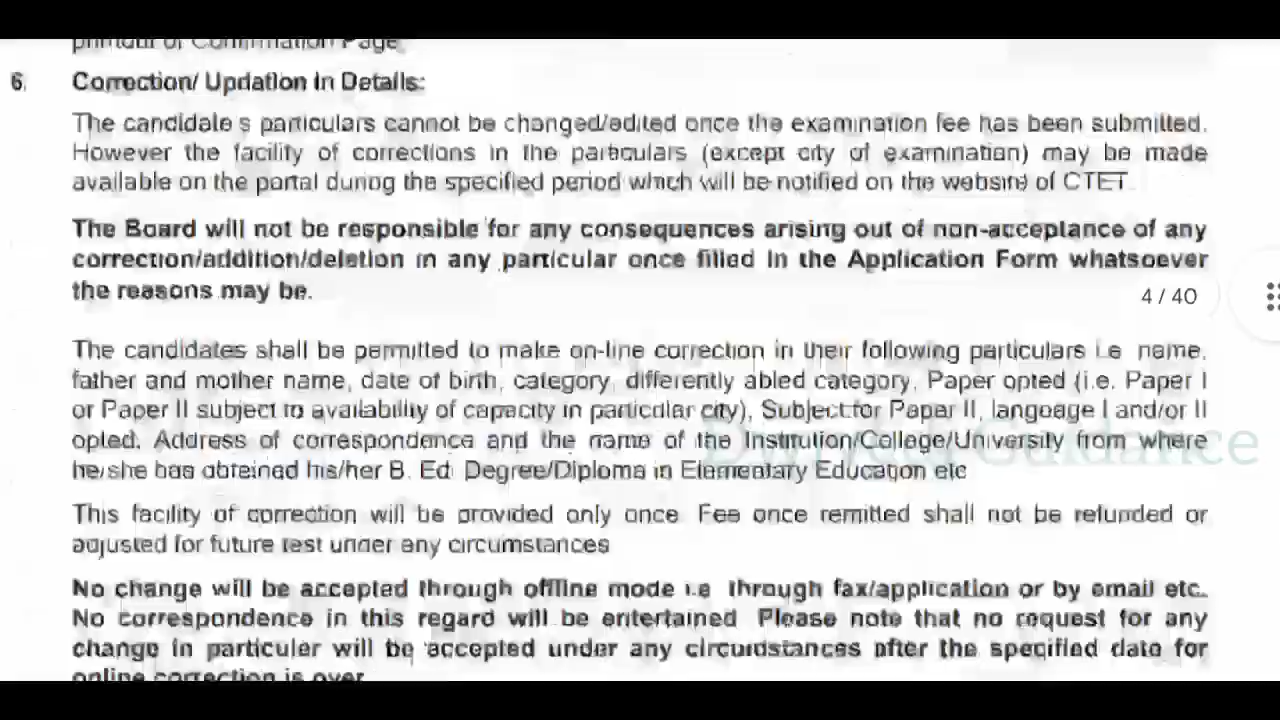 printout of Confirmation Page.
6. Correction/ Updation in Details:
The candidate s particulars cannot be changed/edited once the examination fee has been submitted.
However the facility of corrections in the particulars (except city of examination) may be made
available on the portal during the specified period which will be notified on the website of CTET
The Board will not be responsible for any consequences arising out of non-acceptance of any
correction/addition/deletion in any particular once filled in the Application Form whatsoever
the reasons may be.
4 / 40
The candidates shall be permitted to make on-line correction in their following particulars i.e name,
father and mother name, date of birth, category, differently abled category, Paper opted (i.e. Paper I
or Paper II subject to availability of capacity in particular city), Subject for Paper II, language I and/or II
opted. Address of correspondence and the name of the Institution/College/University from where
he/she has obtained his/her B. Ed Degree/Diploma in Elementary Education etc
Guidance
This facility of correction will be provided only once Fee once remitted shall not be refunded or
adjusted for future test under any circumstances
No change will be accepted through offline mode i.e through fax/application or by email etc.
No correspondence in this regard will be entertained Please note that no request for any
change in particular will be accepted under any circumstances after the specified date for
online correction is over